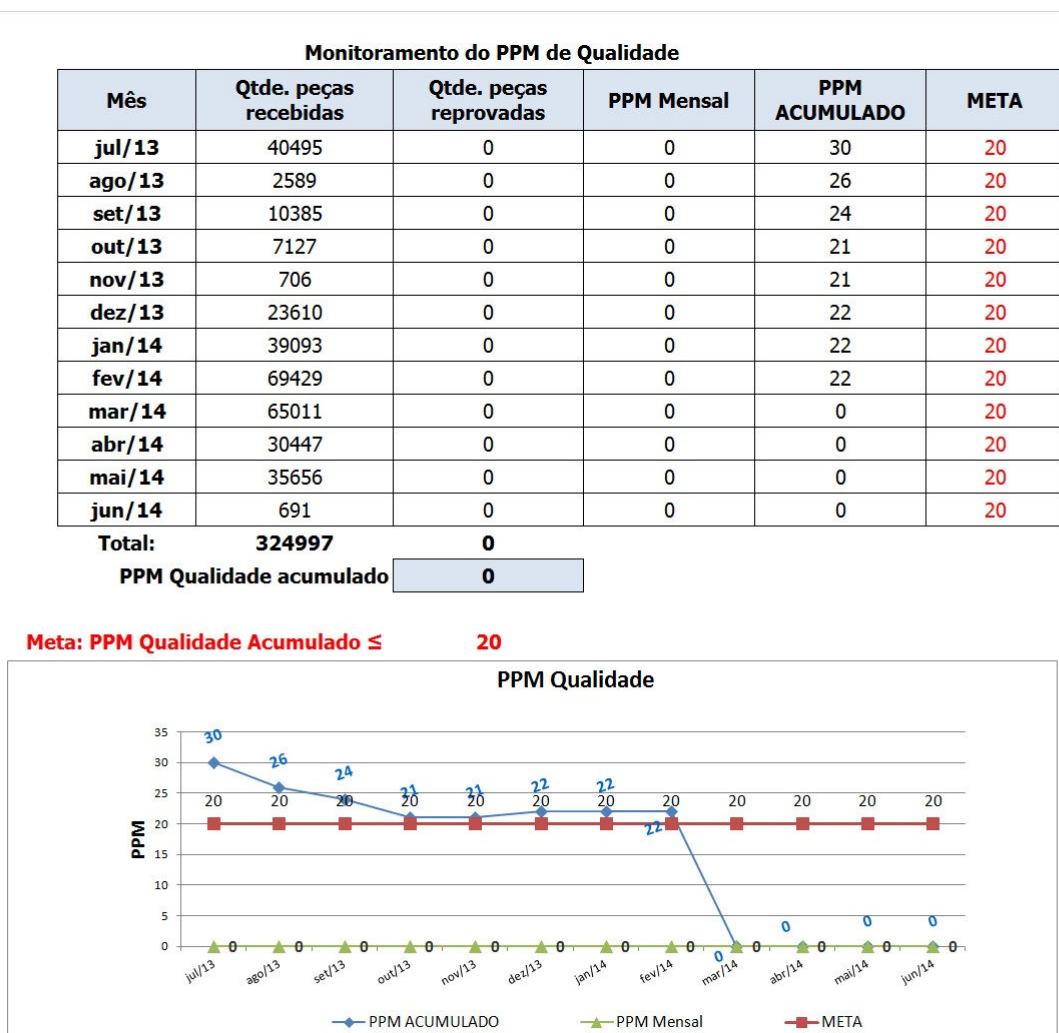 Monitoramento do PPM de Qualidade
Mês Qtde. peças recebidas Qtde. peças reprovadas PPM Mensal PPM ACUMULADO META
jul/13 40495 0 0 30 20
ago/13 2589 0 0 26 20
set/13 10385 0 0 24 20
out/13 7127 0 0 21 20
nov/13 706 0 0 21 20
dez/13 23610 0 0 22 20
jan/14 39093 0 0 22 20
fev/14 69429 0 0 22 20
mar/14 65011 0 0 0 20
abr/14 30447 0 0 0 20
mai/14 35656 0 0 0 20
jun/14 691 0 0 0 20
Total: 324997 0
PPM Qualidade acumulado 0
Meta: PPM Qualidade Acumulado ≤ 20
PPM Qualidade
PPM
35
30
25
20
15
10
5
0
30 26 24 21 21 22 22 22 0 0 0 0
20 20 20 20 20 20 20 20 20 20 20 20
0 0 0 0 0 0 0 0 0 0 0 0
jul/13 ago/13 set/13 out/13 nov/13 dez/13 jan/14 fev/14 mar/14 abr/14 mai/14 jun/14
PPM ACUMULADO PPM Mensal META